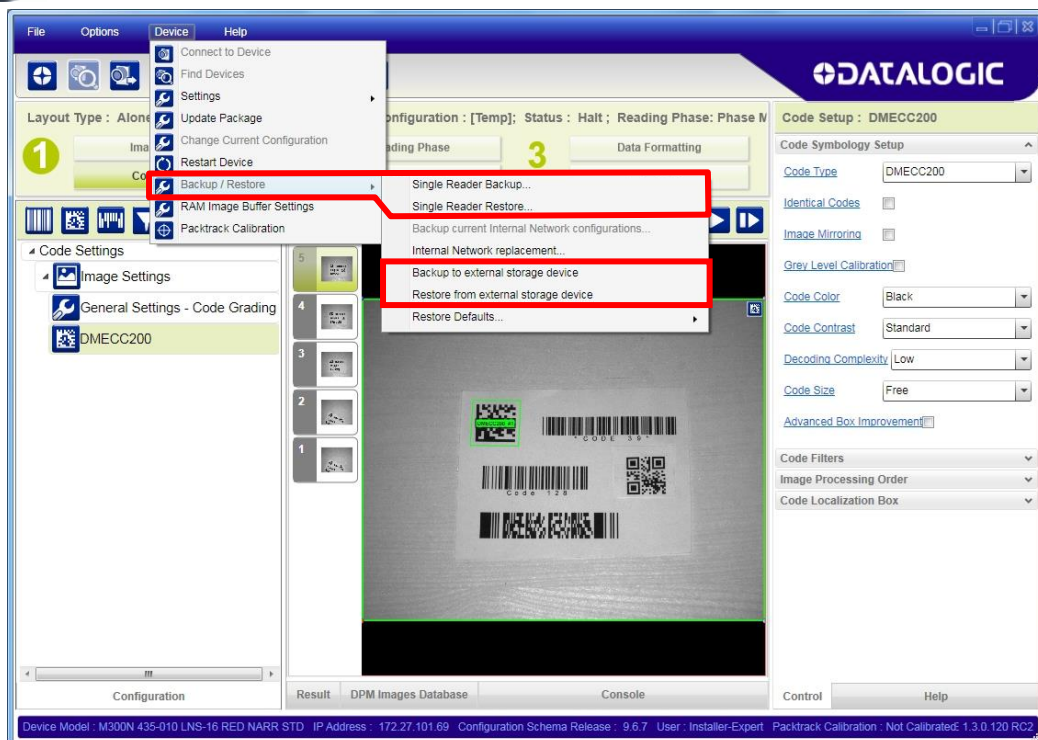 File Options Device Help
DATALOGIC
Connect to Device
Find Devices
Settings
Update Package
Change Current Configuration
Restart Device
Backup / Restore
RAM Image Buffer Settings
Packtrack Calibration
Single Reader Backup...
Single Reader Restore...
Backup current Internal Network configurations...
Internal Network replacement...
Backup to external storage device
Restore from external storage device
Restore Defaults...
Layout Type : Alone
onfiguration : [Temp]; Status : Halt ; Reading Phase: Phase M
1
Ima
Co
ading Phase
3
Data Formatting
Code Settings
Image Settings
General Settings - Code Grading
DMECC200
5
4
3
2
1
CODE 39
Code 128
Code Setup : DMECC200
Code Symbology Setup
Code Type DMECC200
Identical Codes
Image Mirroring
Grey Level Calibration
Code Color Black
Code Contrast Standard
Decoding Complexity Low
Code Size Free
Advanced Box Improvement
Code Filters
Image Processing Order
Code Localization Box
Configuration
Result DPM Images Database Console
Control Help
Device Model : M300N 435-010 LNS-16 RED NARR STD IP Address : 172.27.101.69 Configuration Schema Release : 9.6.7 User : Installer-Expert Packtrack Calibration : Not Calibrated 1.3.0.120 RC2